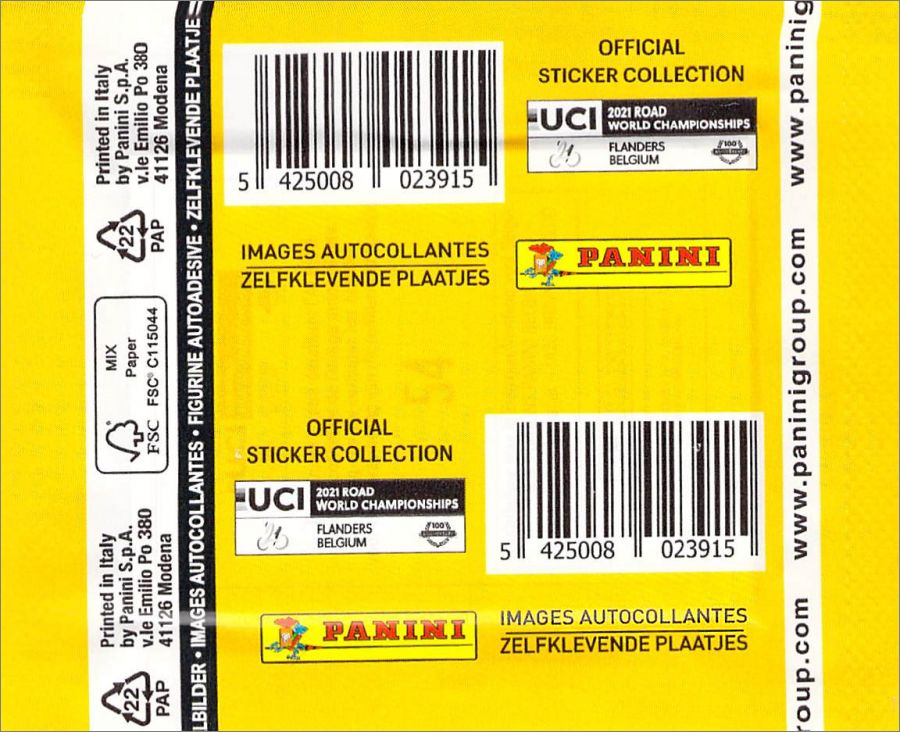 Printed in Italy
by Panini S.p.A.
v.le Emilio Po 380
41126 Modena
22
PAP
MIX
Paper
FSC® C115044
FSC
Printed in Italy
by Panini S.p.A.
v.le Emilio Po 380
41126 Modena
22
PAP
LBILDER • IMAGES AUTOCOLLANTES • FIGURINE AUTOADESIVE • ZELFKLEVENDE PLAATJE
5 425008 023915
OFFICIAL
STICKER COLLECTION
UCI
2021 ROAD
WORLD CHAMPIONSHIPS
FLANDERS
BELGIUM
100
IMAGES AUTOCOLLANTES
ZELFKLEVENDE PLAATJES
PANINI
OFFICIAL
STICKER COLLECTION
UCI
2021 ROAD
WORLD CHAMPIONSHIPS
FLANDERS
BELGIUM
100
5 425008 023915
PANINI
IMAGES AUTOCOLLANTES
ZELFKLEVENDE PLAATJES
www.paninig
www.paninigroup.com
roup.com